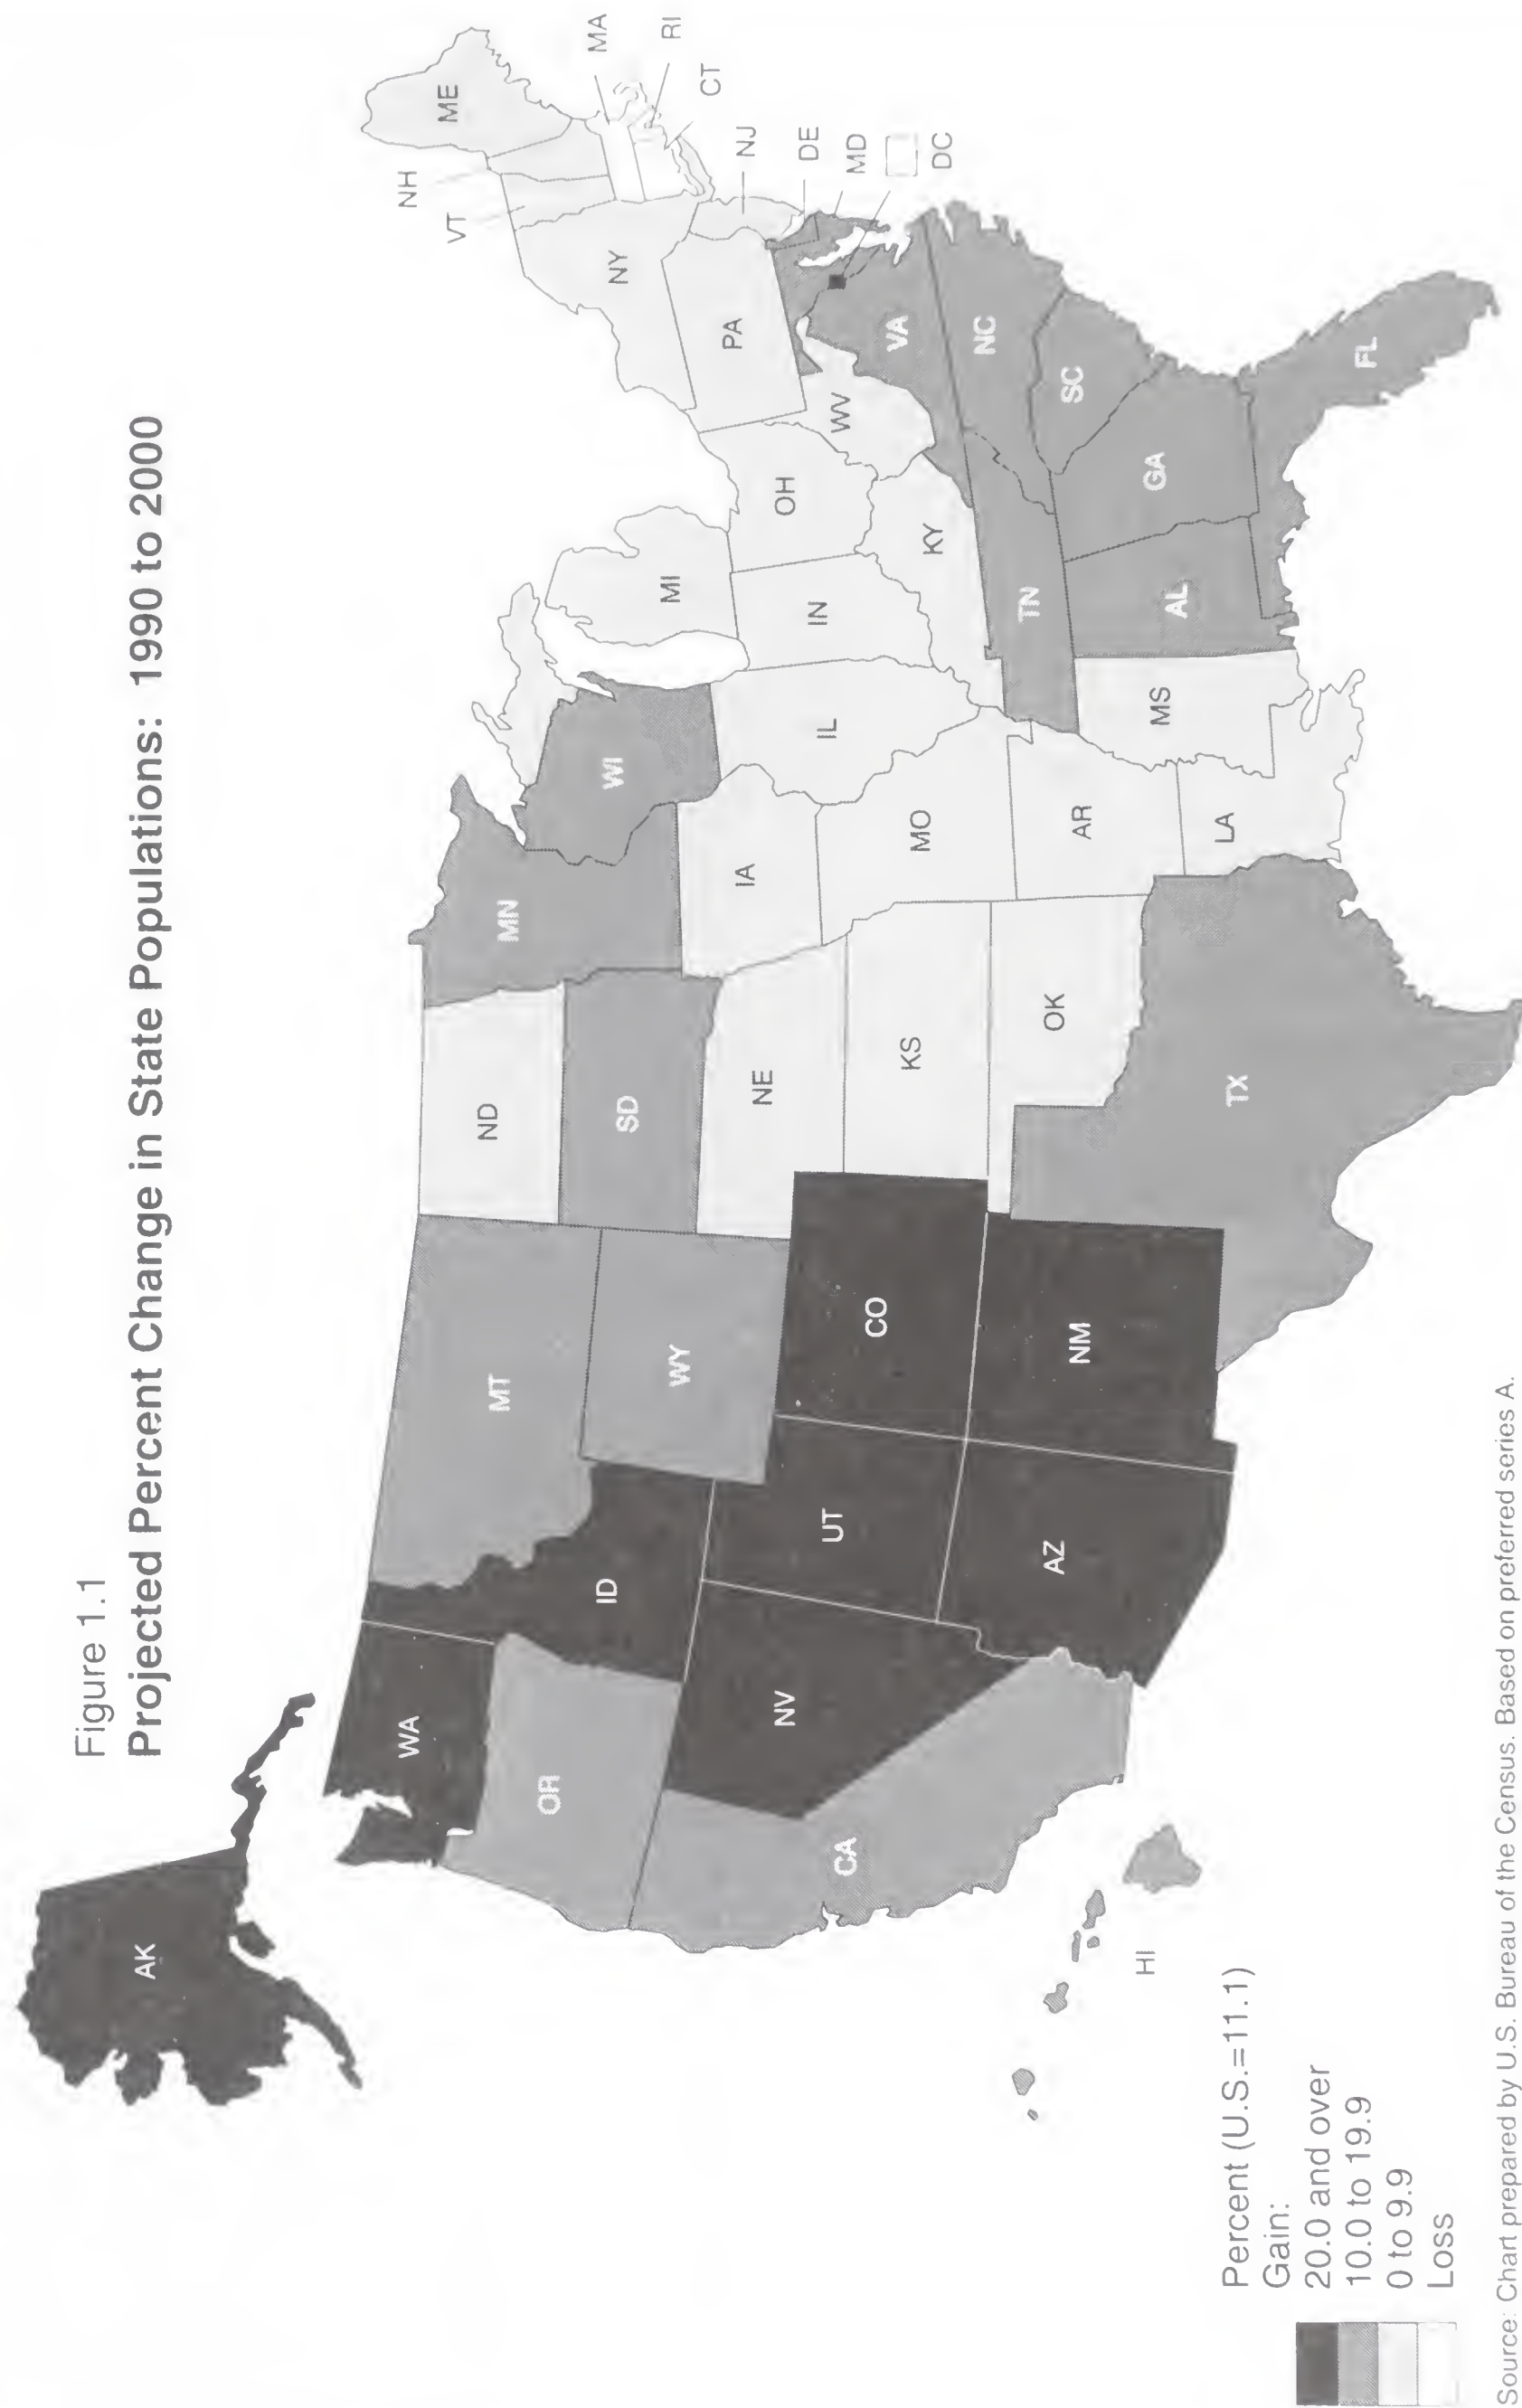 Figure 1.1
Projected Percent Change in State Populations: 1990 to 2000
AK
WA
OR
CA
NV
ID
MT
WY
UT
AZ
CO
NM
HI
ND
SD
NE
KS
OK
TX
MN
IA
MO
AR
LA
WI
IL
MS
MI
IN
KY
TN
AL
OH
GA
WV
VA
NC
SC
FL
PA
NY
VT
NH
ME
MA
RI
CT
NJ
DE
MD
DC
Percent (U.S.=11.1)
Gain:
20.0 and over
10.0 to 19.9
0 to 9.9
Loss
Source: Chart prepared by U.S. Bureau of the Census. Based on preferred series A.